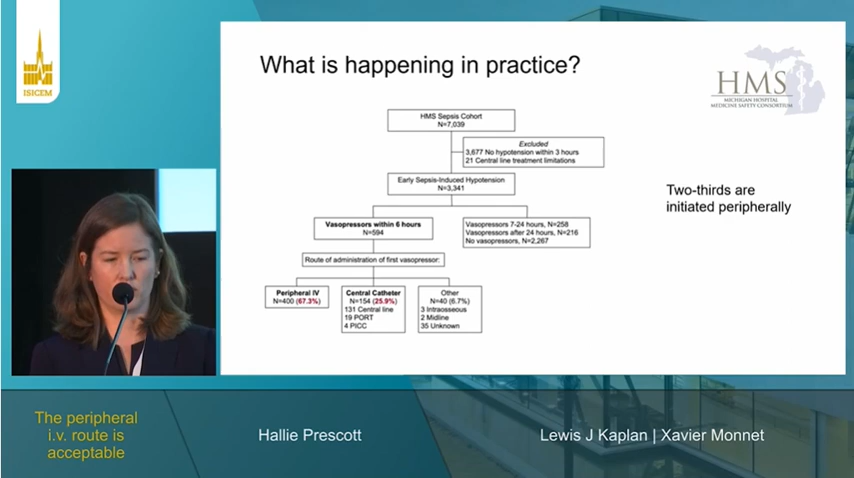 What is happening in practice?
HMS
MICHIGAN HOSPITAL
MEDICINE SAFETY CONSORTIUM
ISICEM
HMS Sepsis Cohort
N=7,039
Excluded
3,677 No hypotension within 3 hours
21 Central line treatment limitations
Early Sepsis-Induced Hypotension
N=3,341
Two-thirds are
initiated peripherally
Vasopressors within 6 hours
N=594
Vasopressors 7-24 hours, N=258
Vasopressors after 24 hours, N=216
No vasopressors, N=2,267
Route of administration of first vasopressor:
Peripheral IV
N=400 (67.3%)
Central Catheter
N=154 (25.9%)
131 Central line
19 PORT
4 PICC
Other
N=40 (6.7%)
3 Intraosseous
2 Midline
35 Unknown
The peripheral
i.v. route is
acceptable
Hallie Prescott
Lewis J Kaplan | Xavier Monnet